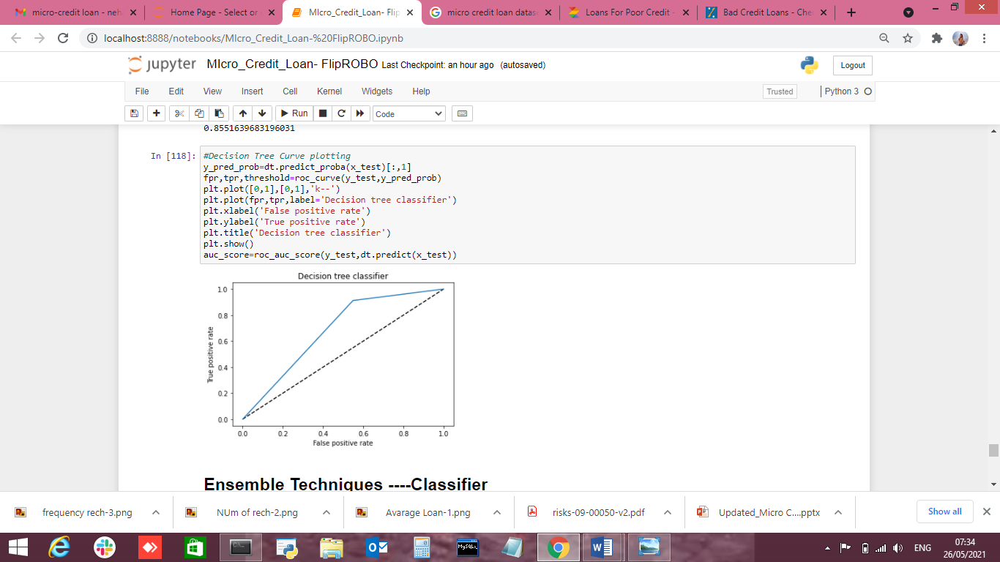 micro-credit loan - neh
Home Page - Select or
MIcro_Credit_Loan- Flip
micro credit loan datase
Loans For Poor Credit -
Bad Credit Loans - Che
localhost:8888/notebooks/MIcro_Credit_Loan-%20FlipROBO.ipynb
jupyter MIcro_Credit_Loan- FlipROBO Last Checkpoint: an hour ago (autosaved)
Logout
File Edit View Insert Cell Kernel Widgets Help
Trusted
Python 3
Run
Code
0.8551639683196031
In [118]:
#Decision Tree Curve plotting
y_pred_prob=dt.predict_proba(x_test)[:,1]
fpr,tpr,threshold=roc_curve(y_test,y_pred_prob)
plt.plot([0,1],[0,1],'k--')
plt.plot(fpr,tpr,label='Decision tree classifier')
plt.xlabel('False positive rate')
plt.ylabel('True positive rate')
plt.title('Decision tree classifier')
plt.show()
auc_score=roc_auc_score(y_test,dt.predict(x_test))
Decision tree classifier
1.0
0.8
0.6
0.4
0.2
0.0
True positive rate
0.0 0.2 0.4 0.6 0.8 1.0
False positive rate
Ensemble Techniques ----Classifier
frequency rech-3.png
NUm of rech-2.png
Avarage Loan-1.png
risks-09-00050-v2.pdf
Updated_Micro C....pptx
Show all
MySQL
ENG
07:34
26/05/2021